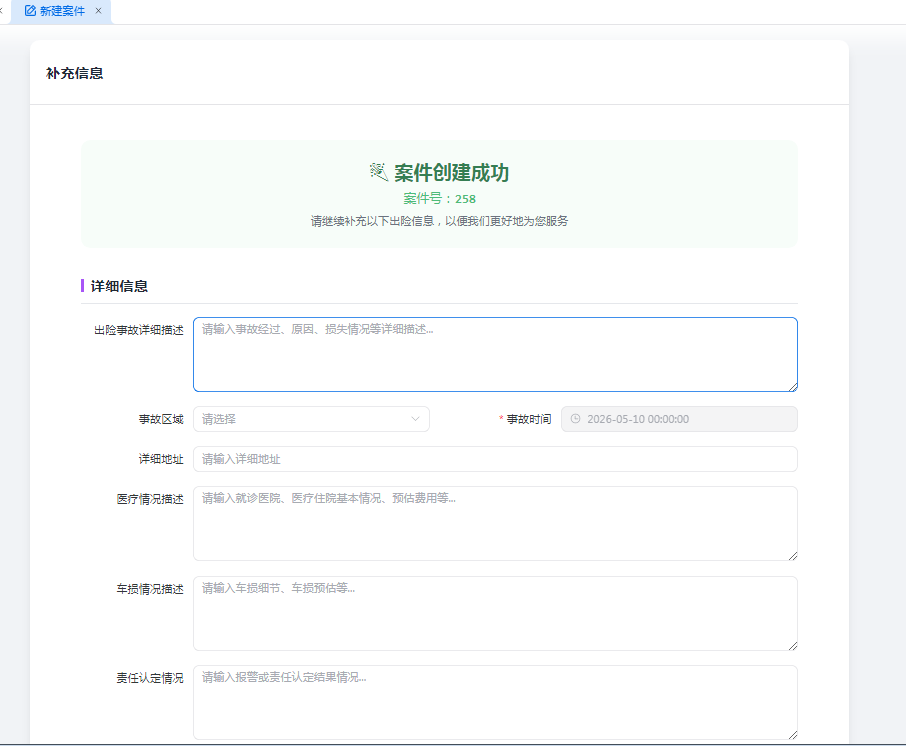 新建案件
补充信息
案件创建成功
案件号：258
请继续补充以下出险信息，以便我们更好地为您服务
详细信息
出险事故详细描述 请输入事故经过、原因、损失情况等详细描述...
事故区域 请选择 * 事故时间 2026-05-10 00:00:00
详细地址 请输入详细地址
医疗情况描述 请输入就诊医院、医疗住院基本情况、预估费用等...
车损情况描述 请输入车损细节、车损预估等...
责任认定情况 请输入报警或责任认定结果情况...